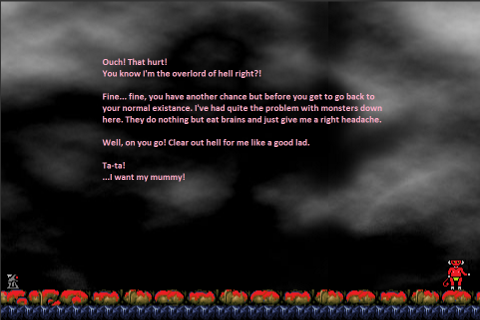 Ouch! That hurt!
You know I'm the overlord of hell right?!
Fine... fine, you have another chance but before you get to go back to
your normal existance. I've had quite the problem with monsters down
here. They do nothing but eat brains and just give me a right headache.
Well, on you go! Clear out hell for me like a good lad.
Ta-ta!
...I want my mummy!